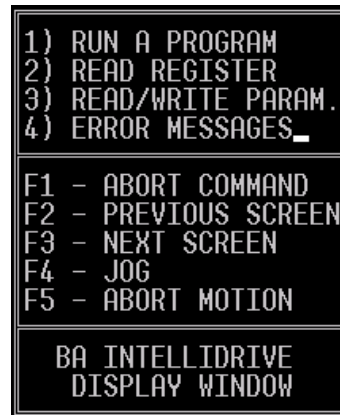 1) RUN A PROGRAM
2) READ REGISTER
3) READ/WRITE PARAM.
4) ERROR MESSAGES
F1 - ABORT COMMAND
F2 - PREVIOUS SCREEN
F3 - NEXT SCREEN
F4 - JOG
F5 - ABORT MOTION
BA INTELLIDRIVE
DISPLAY WINDOW